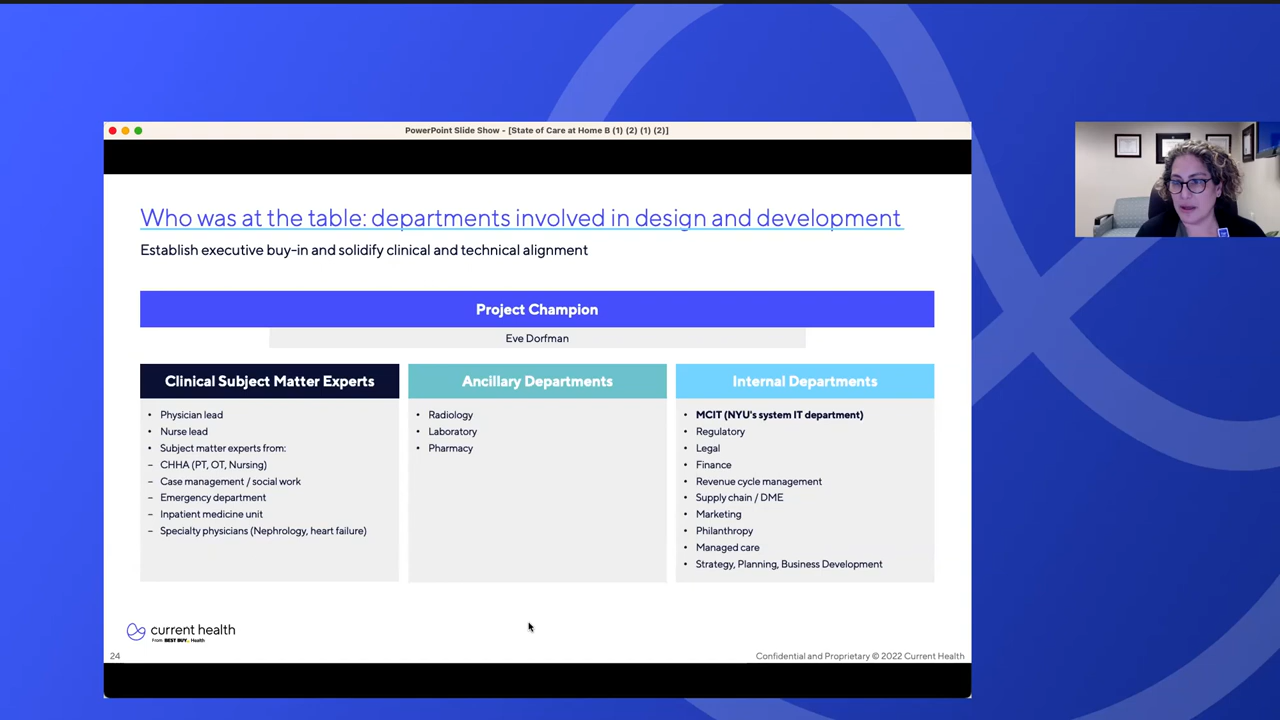 PowerPoint Slide Show - [State of Care at Home B (1) (2) (1) (2)]
Who was at the table: departments involved in design and development
Establish executive buy-in and solidify clinical and technical alignment
Project Champion
Eve Dorfman
Clinical Subject Matter Experts
• Physician lead
• Nurse lead
• Subject matter experts from:
– CHHA (PT, OT, Nursing)
– Case management / social work
– Emergency department
– Inpatient medicine unit
– Specialty physicians (Nephrology, heart failure)
Ancillary Departments
• Radiology
• Laboratory
• Pharmacy
Internal Departments
• MCIT (NYU's system IT department)
• Regulatory
• Legal
• Finance
• Revenue cycle management
• Supply chain / DME
• Marketing
• Philanthropy
• Managed care
• Strategy, Planning, Business Development
current health
From BEST BUY Health
24
Confidential and Proprietary © 2022 Current Health